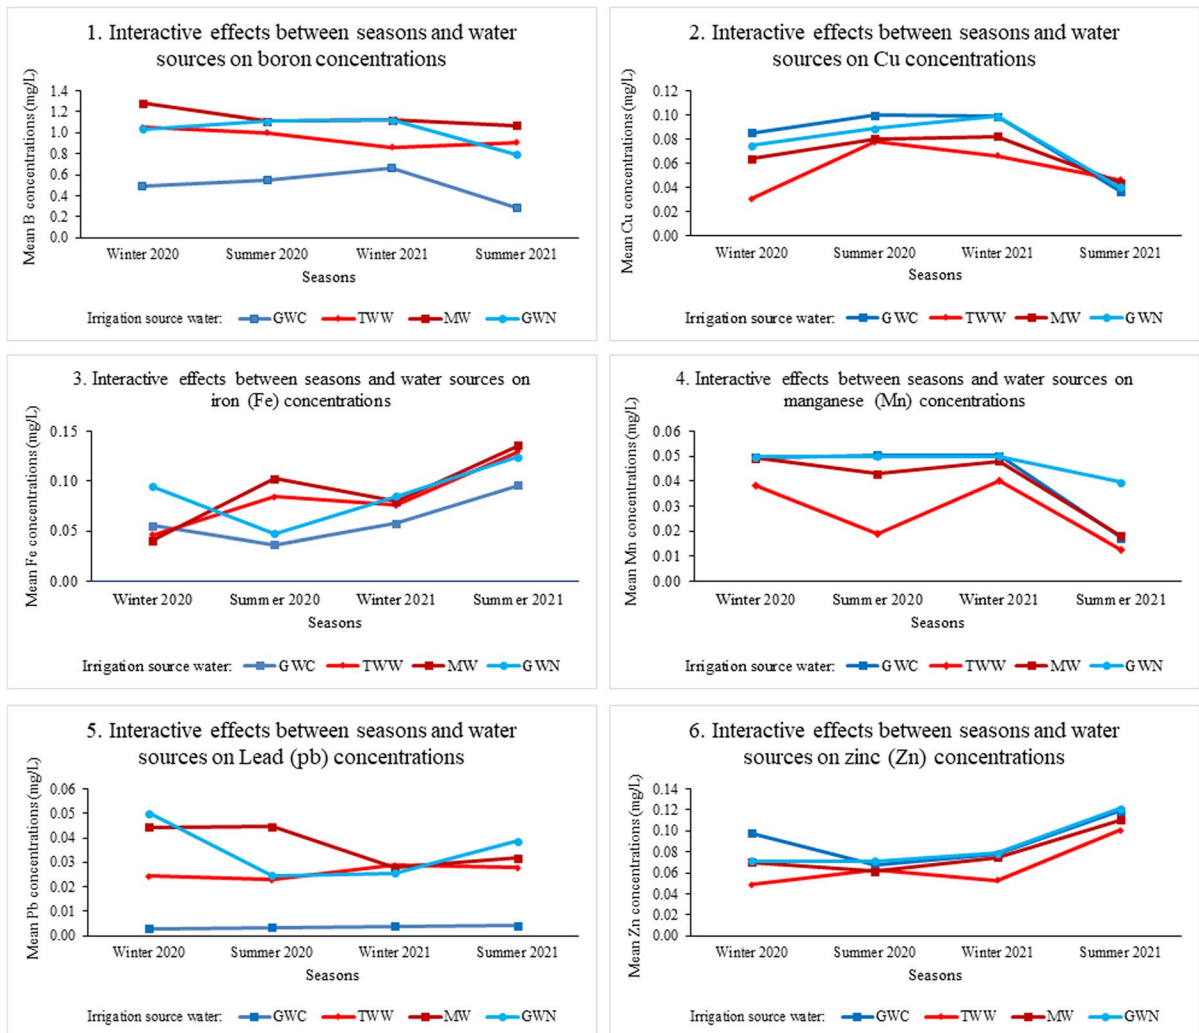 1. Interactive effects between seasons and water
sources on boron concentrations
Mean B concentrations (mg/L)
1.4
1.2
1.0
0.8
0.6
0.4
0.2
0.0
Winter 2020 Summer 2020 Winter 2021 Summer 2021
Seasons
Irrigation source water: GWC TWW MW GWN
2. Interactive effects between seasons and water
sources on Cu concentrations
Mean Cu concentrations (mg/L)
0.12
0.10
0.08
0.06
0.04
0.02
0.00
Winter 2020 Summer 2020 Winter 2021 Summer 2021
Seasons
Irrigation source water: GWC TWW MW GWN
3. Interactive effects between seasons and water sources on
iron (Fe) concentrations
Mean Fe concentrations (mg/L)
0.15
0.10
0.05
0.00
Winter 2020 Summer 2020 Winter 2021 Summer 2021
Seasons
Irrigation source water: GWC TWW MW GWN
4. Interactive effects between seasons and water sources on
manganese (Mn) concentrations
Mean Mn concentrations (mg/L)
0.06
0.05
0.04
0.03
0.02
0.01
0.00
Winter 2020 Summer 2020 Winter 2021 Summer 2021
Seasons
Irrigation source water: GWC TWW MW GWN
5. Interactive effects between seasons and water
sources on Lead (pb) concentrations
Mean Pb concentrations (mg/L)
0.06
0.05
0.04
0.03
0.02
0.01
0.00
Winter 2020 Summer 2020 Winter 2021 Summer 2021
Seasons
Irrigation source water: GWC TWW MW GWN
6. Interactive effects between seasons and water
sources on zinc (Zn) concentrations
Mean Zn concentrations (mg/L)
0.14
0.12
0.10
0.08
0.06
0.04
0.02
0.00
Winter 2020 Summer 2020 Winter 2021 Summer 2021
Seasons
Irrigation source water: GWC TWW MW GWN